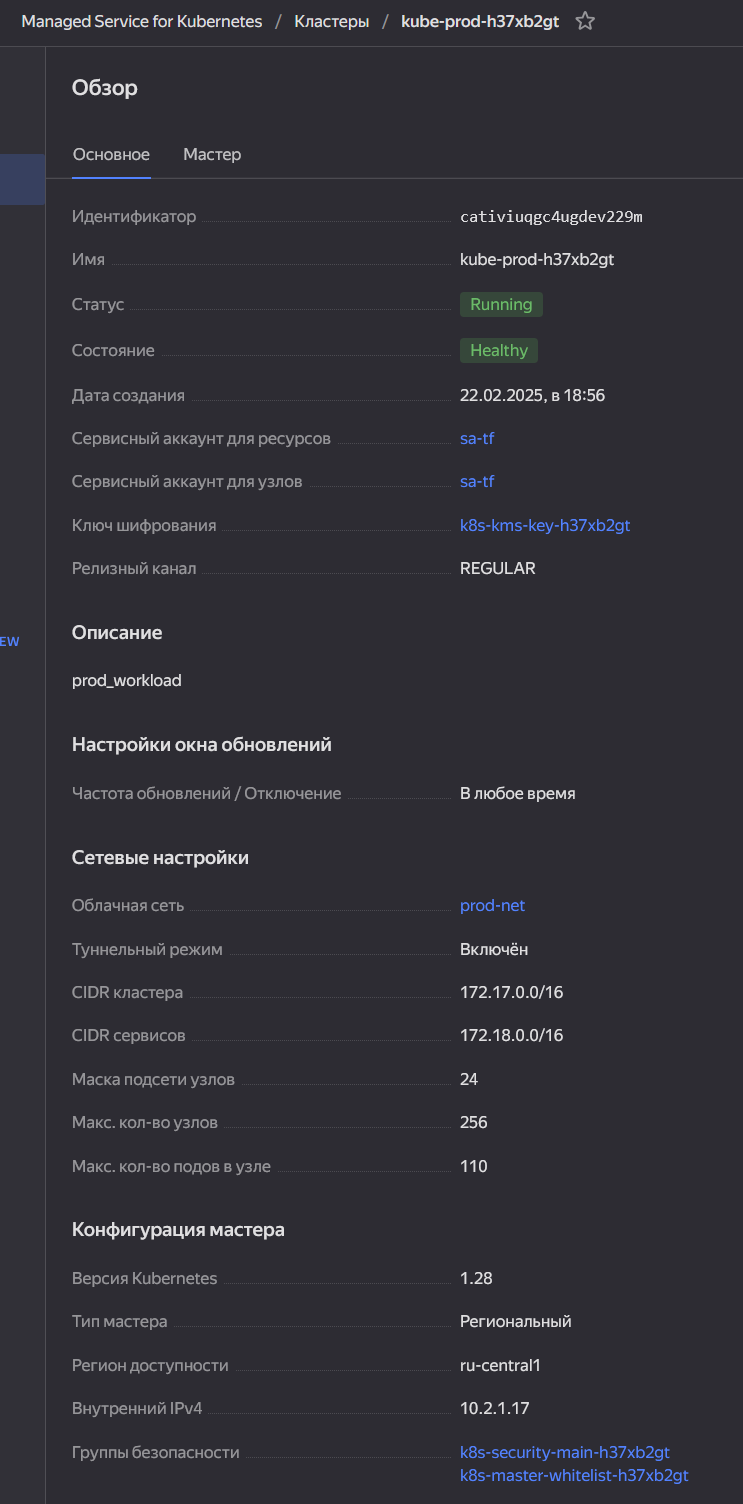 Managed Service for Kubernetes / Кластеры / kube-prod-h37xb2gt
Обзор
Основное Мастер
Идентификатор cativiuqgc4ugdev229m
Имя kube-prod-h37xb2gt
Статус Running
Состояние Healthy
Дата создания 22.02.2025, в 18:56
Сервисный аккаунт для ресурсов sa-tf
Сервисный аккаунт для узлов sa-tf
Ключ шифрования k8s-kms-key-h37xb2gt
Релизный канал REGULAR
Описание
EW
prod_workload
Настройки окна обновлений
Частота обновлений / Отключение В любое время
Сетевые настройки
Облачная сеть prod-net
Туннельный режим Включён
CIDR кластера 172.17.0.0/16
CIDR сервисов 172.18.0.0/16
Маска подсети узлов 24
Макс. кол-во узлов 256
Макс. кол-во подов в узле 110
Конфигурация мастера
Версия Kubernetes 1.28
Тип мастера Региональный
Регион доступности ru-central1
Внутренний IPv4 10.2.1.17
Группы безопасности k8s-security-main-h37xb2gt
k8s-master-whitelist-h37xb2gt